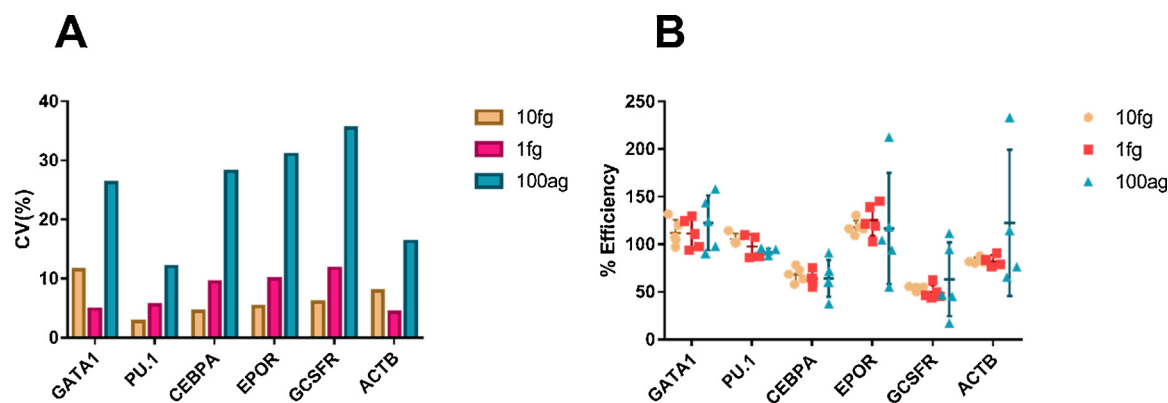 A
CV(%)
40
30
20
10
0
GATA1
PU.1
CEBPA
EPOR
GCSFR
ACTB
10fg
1fg
100ag
B
% Efficiency
250
200
150
100
50
0
GATA1
PU.1
CEBPA
EPOR
GCSFR
ACTB
10fg
1fg
100ag